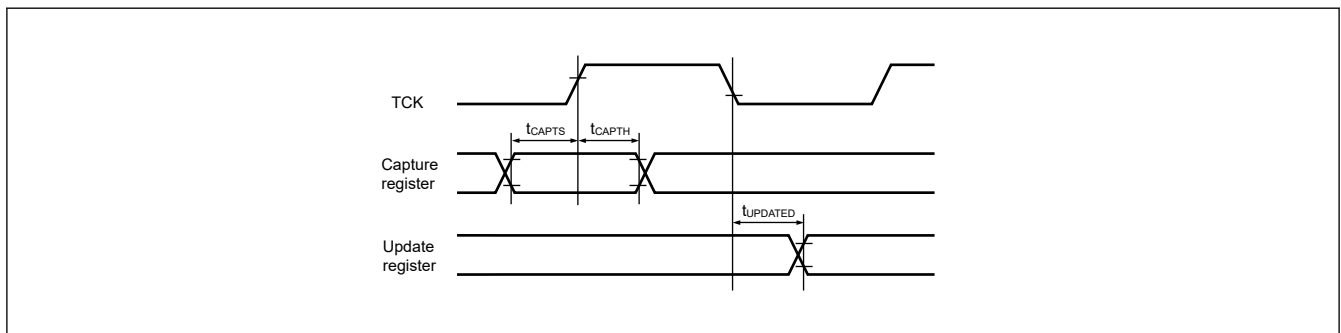 TCK
tCAPTS
tCAPTH
Capture
register
tUPDATED
Update
register